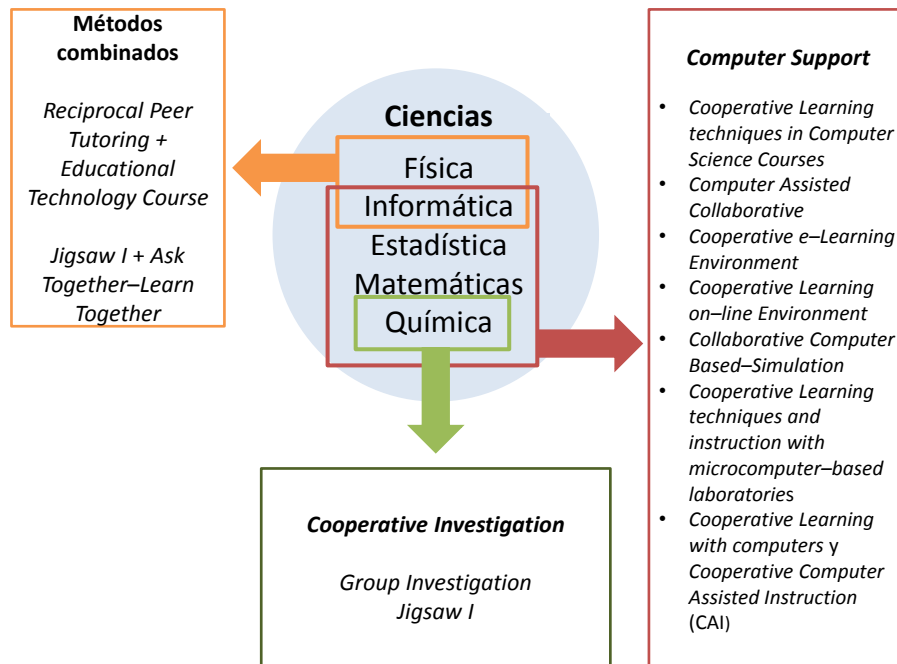 Métodos
combinados
Reciprocal Peer
Tutoring +
Educational
Technology Course
Jigsaw I + Ask
Together–Learn
Together
Ciencias
Física
Informática
Estadística
Matemáticas
Química
Computer Support
• Cooperative Learning
techniques in Computer
Science Courses
• Computer Assisted
Collaborative
• Cooperative e–Learning
Environment
• Cooperative Learning
on–line Environment
• Collaborative Computer
Based–Simulation
• Cooperative Learning
techniques and
instruction with
microcomputer–based
laboratories
• Cooperative Learning
with computers y
Cooperative Computer
Assisted Instruction
(CAI)
Cooperative Investigation
Group Investigation
Jigsaw I